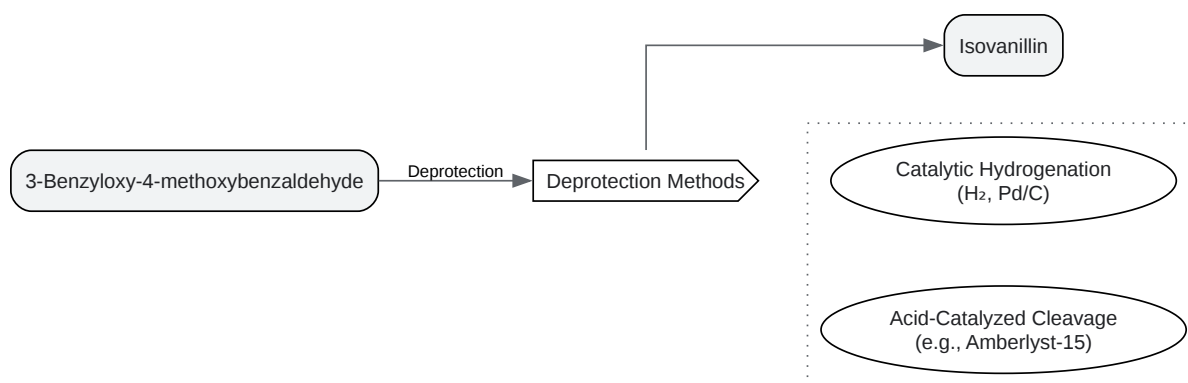 Isovanillin
3-Benzyloxy-4-methoxybenzaldehyde
Deprotection
Deprotection Methods
Catalytic Hydrogenation
(H₂, Pd/C)
Acid-Catalyzed Cleavage
(e.g., Amberlyst-15)